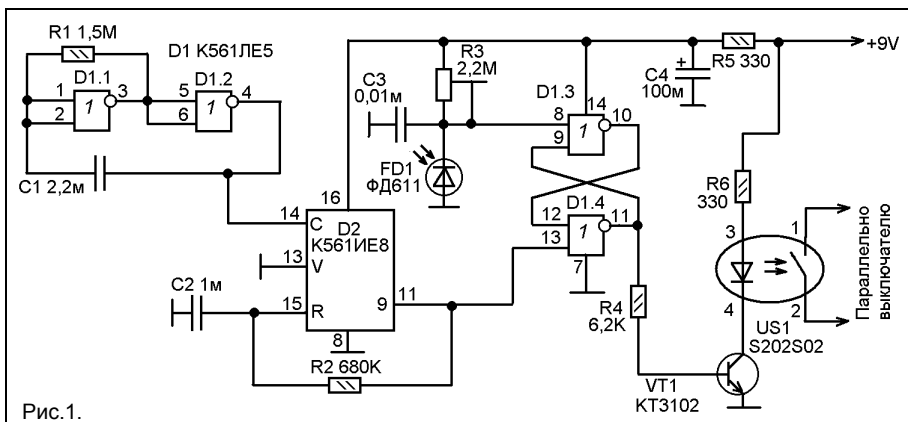 R1 1,5M
D1 К561ЛЕ5
D1.1
D1.2
1
2
1
3
5
6
1
4
C1 2,2м
C3
0,01м
R3
2,2M
D1.3
14
8
9
1
10
C4
100м
+
R5 330
+9V
FD1
ФД611
16
14
C
D2
К561ИЕ8
13
V
15
R
9
11
8
C2 1м
R2 680K
D1.4
12
13
1
11
7
R4
6,2K
R6
330
3
4
1
2
US1
S202S02
VT1
KT3102
Параллельно
выключателю
Рис.1.